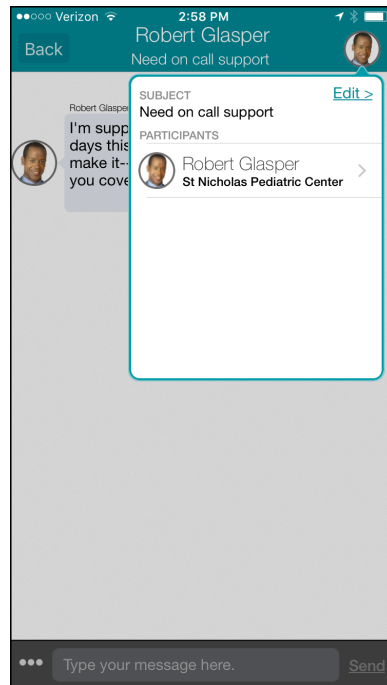 Verizon 2:58 PM
Back
Robert Glasper
Need on call support
SUBJECT
Edit >
Need on call support
PARTICIPANTS
Robert Glasper
St Nicholas Pediatric Center
Robert Glasper
I'm supp
days this
make it--
you cove
Type your message here.
Send